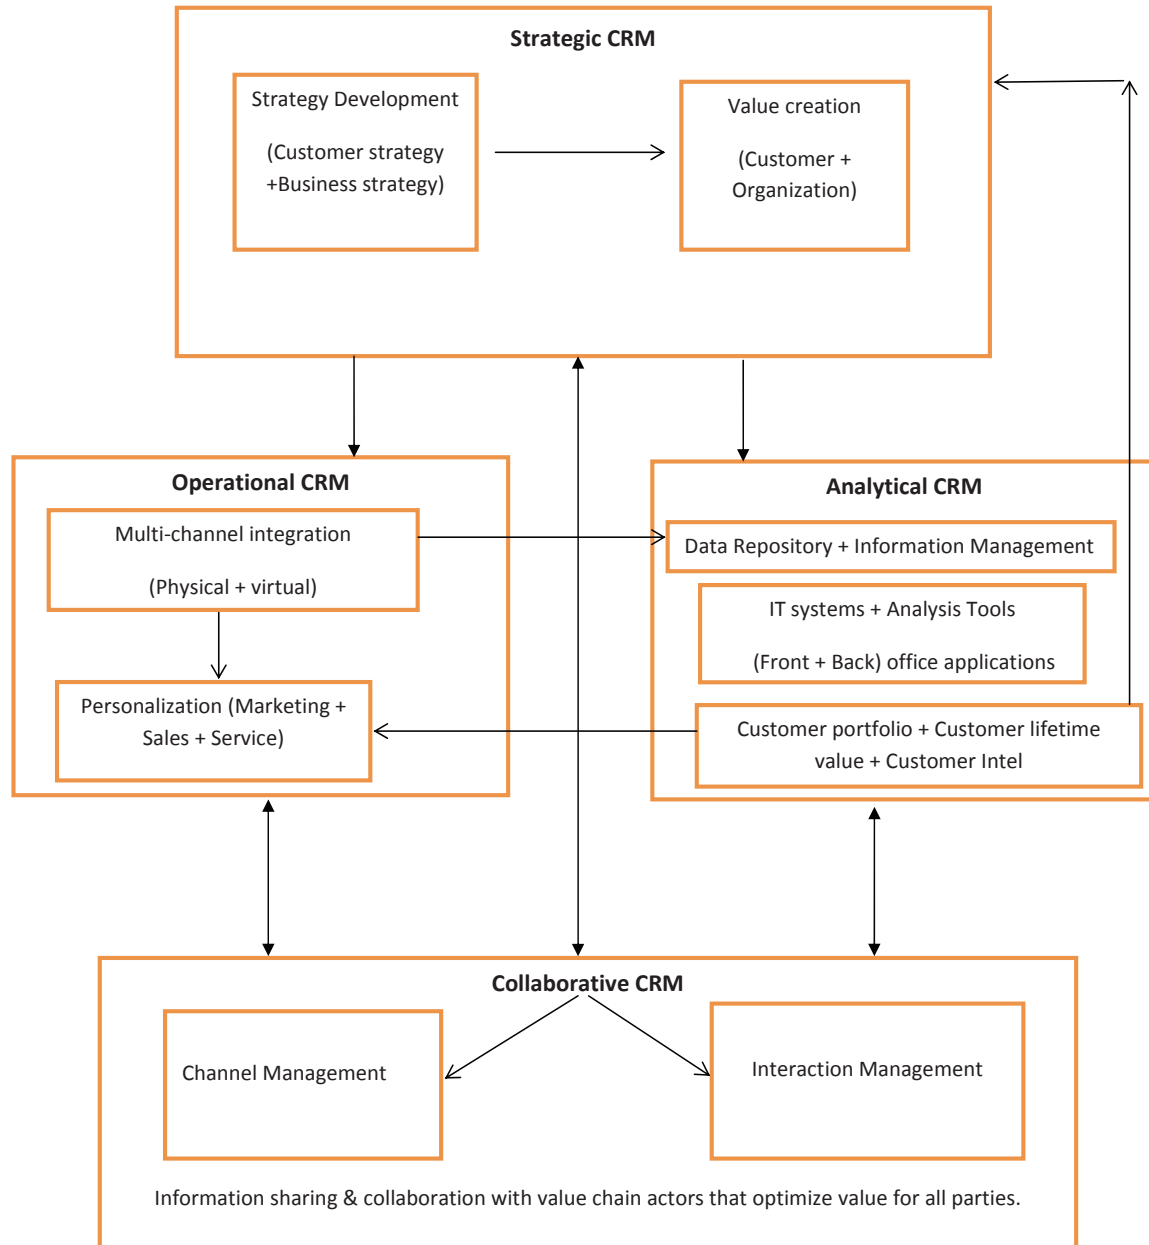 Strategic CRM
Strategy Development
(Customer strategy
+Business strategy)
Value creation
(Customer +
Organization)
Operational CRM
Multi-channel integration
(Physical + virtual)
Personalization (Marketing +
Sales + Service)
Analytical CRM
Data Repository + Information Management
IT systems + Analysis Tools
(Front + Back) office applications
Customer portfolio + Customer lifetime
value + Customer Intel
Collaborative CRM
Channel Management
Interaction Management
Information sharing & collaboration with value chain actors that optimize value for all parties.